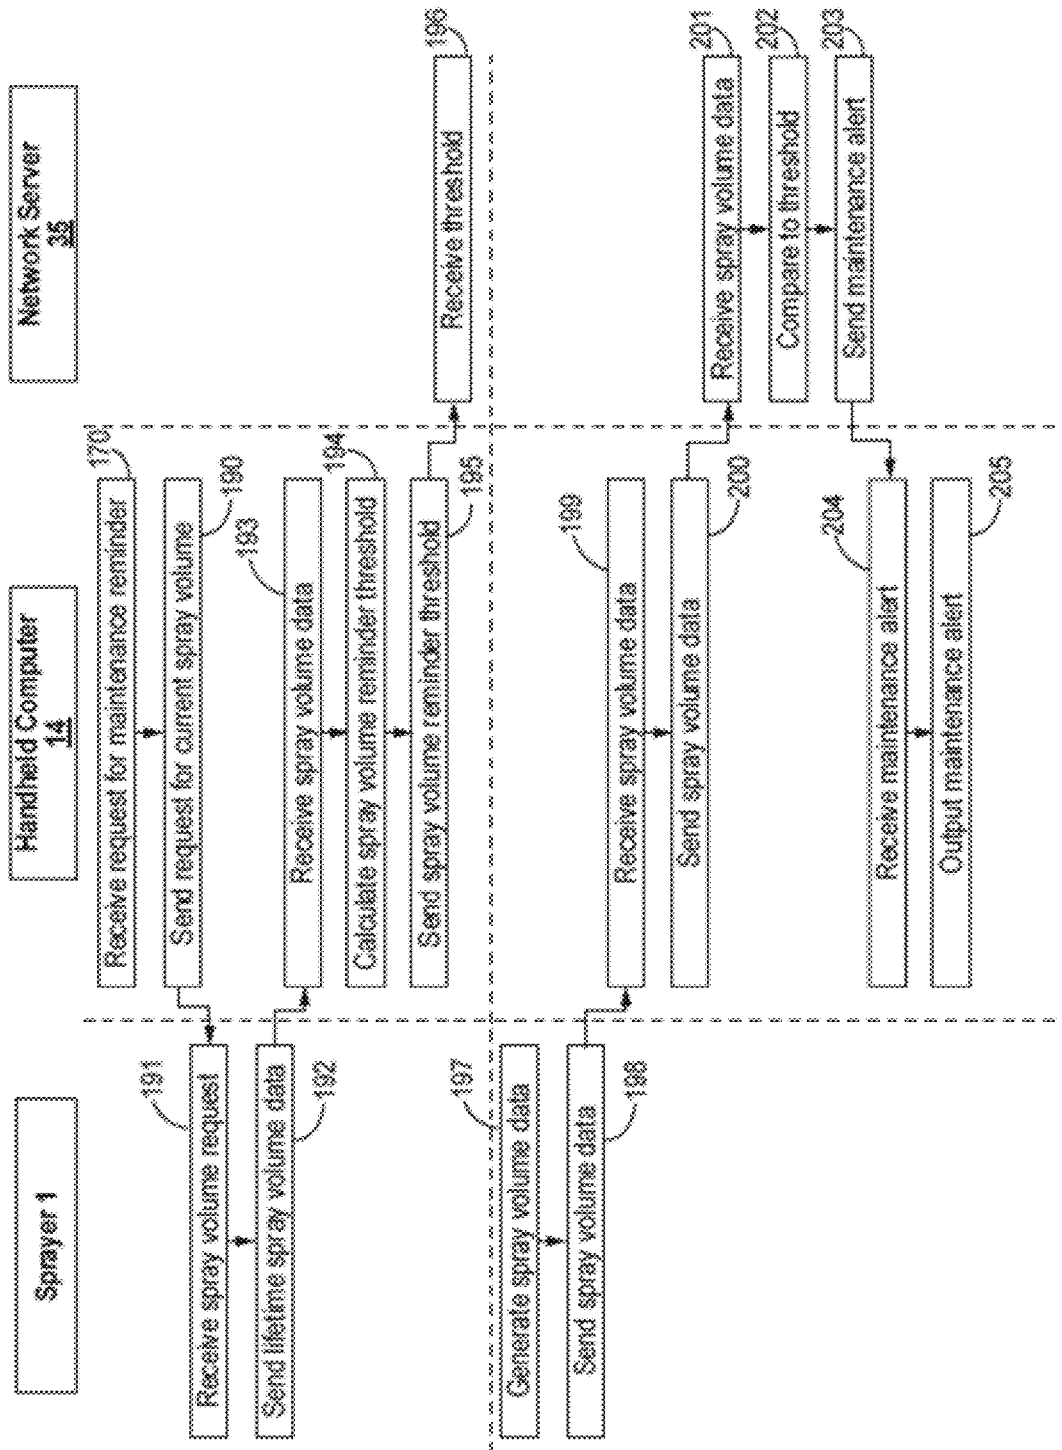 Sprayer 1
Handheld Computer
14
Network Server
35
Receive request for maintenance reminder
170
Send request for current spray volume
190
Receive spray volume request
191
Send lifetime spray volume data
192
Receive spray volume data
193
Calculate spray volume reminder threshold
194
Send spray volume reminder threshold
195
Receive threshold
196
Generate spray volume data
197
Send spray volume data
198
Receive spray volume data
199
Send spray volume data
200
Receive spray volume data
201
Compare to threshold
202
Send maintenance alert
203
Receive maintenance alert
204
Output maintenance alert
205